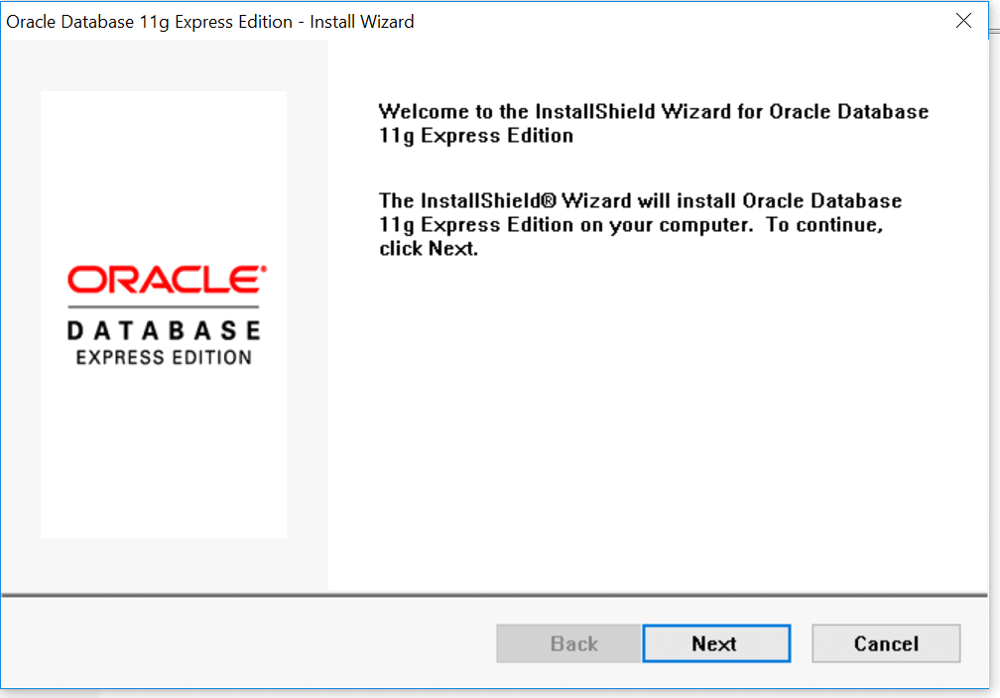 Oracle Database 11g Express Edition - Install Wizard
Welcome to the InstallShield Wizard for Oracle Database
11g Express Edition
The InstallShield® Wizard will install Oracle Database
11g Express Edition on your computer.  To continue,
click Next.
ORACLE®
DATABASE
EXPRESS EDITION
Back
Next
Cancel